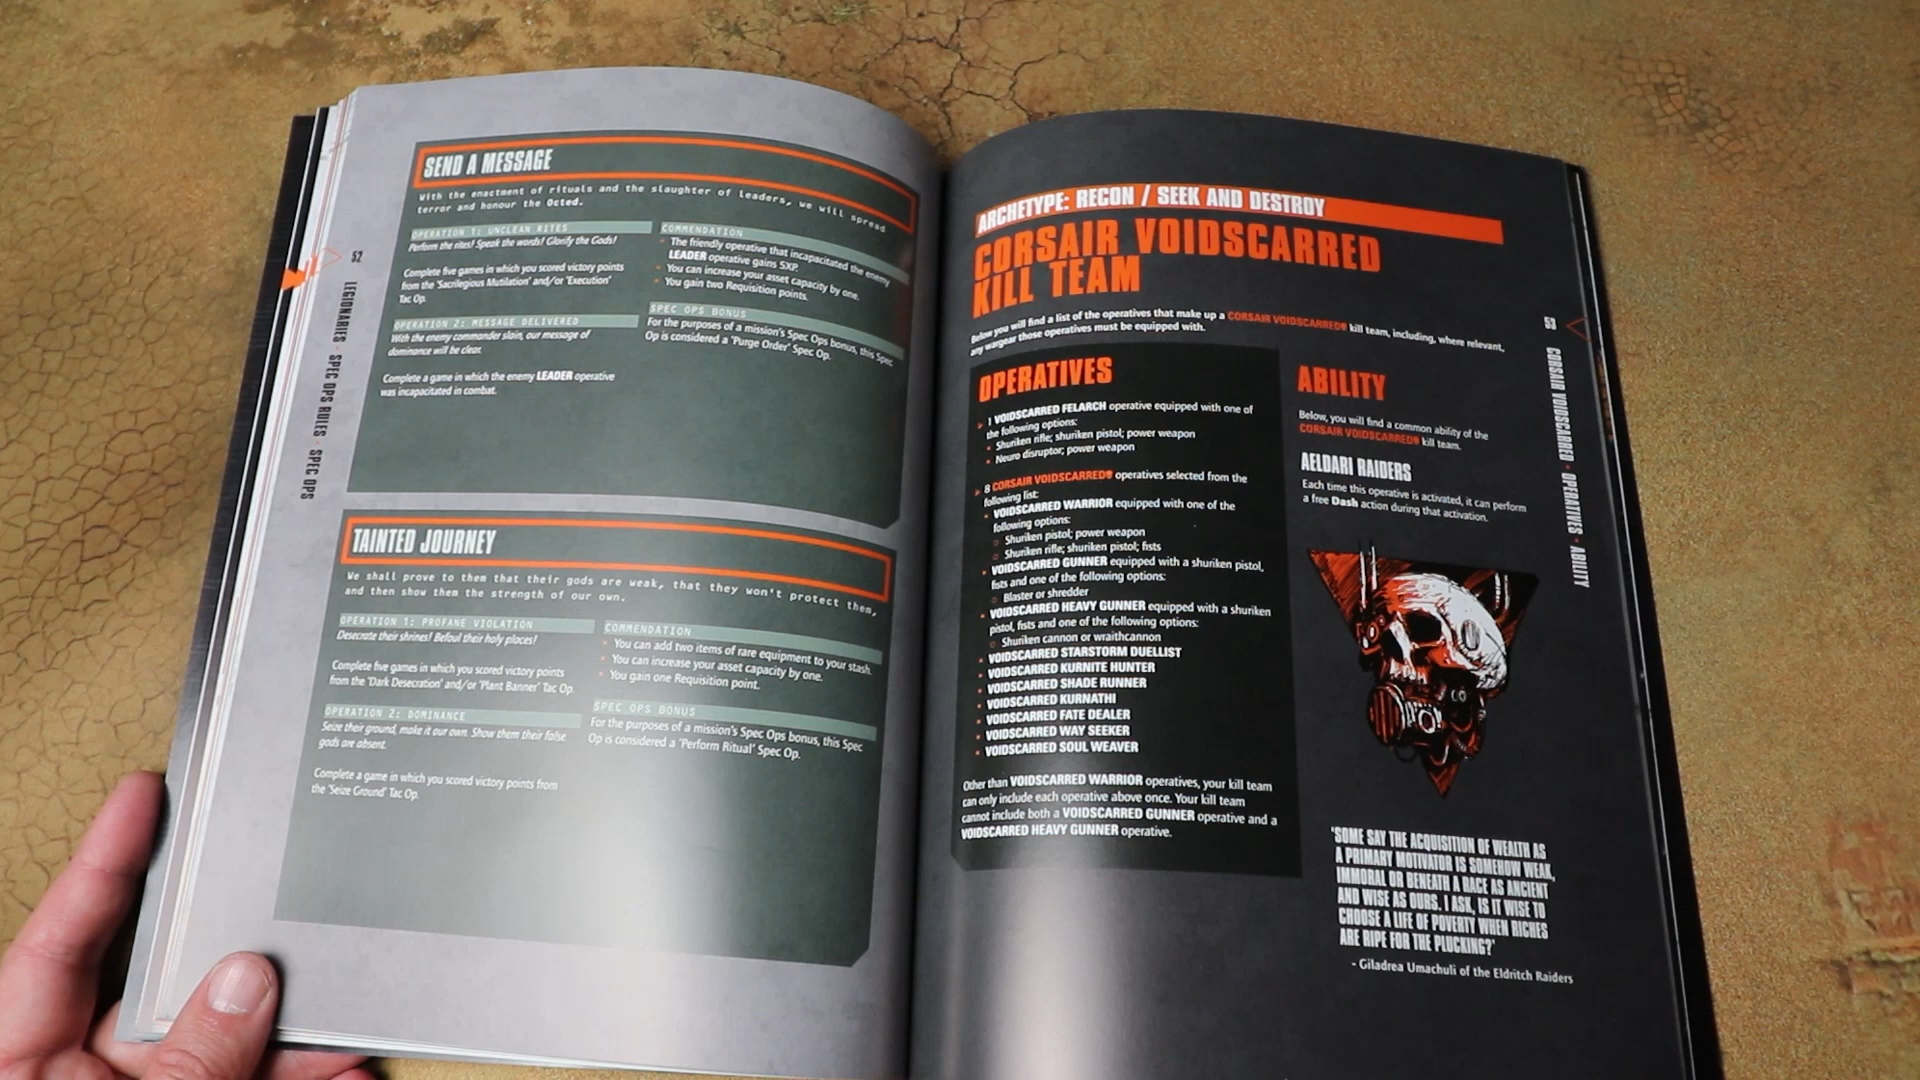 SEND A MESSAGE
With the enactment of rituals and the slaughter of leaders, we will spread
terror and honour the Octed.
OPERATION 1: UNCLEAN RITES
Perform the rites! Speak the words! Glorify the Gods!
Complete five games in which you scored victory points
from the 'Sacrilegious Mutilation' and/or 'Execution'
Tac Op.
OPERATION 2: MESSAGE DELIVERED
With the enemy commander slain, our message of
dominance will be clear.
Complete a game in which the enemy LEADER operative
was incapacitated in combat.
COMMENDATION
• The friendly operative that incapacitated the enemy
LEADER operative gains 5XP.
• You can increase your asset capacity by one.
• You gain two Requisition points.
SPEC OPS BONUS
For the purposes of a mission's Spec Ops bonus, this Spec
Op is considered a 'Purge Order' Spec Op.
TAINTED JOURNEY
We shall prove to them that their gods are weak, that they won't protect them,
and then show them the strength of our own.
OPERATION 1: PROFANE VIOLATION
Desecrate their shrines! Befoul their holy places!
Complete five games in which you scored victory points
from the 'Dark Desecration' and/or 'Plant Banner' Tac Op.
OPERATION 2: DOMINANCE
Seize their ground, make it our own. Show them their false
gods are absent.
Complete a game in which you scored victory points from
the 'Seize Ground' Tac Op.
COMMENDATION
• You can add two items of rare equipment to your stash.
• You can increase your asset capacity by one.
• You gain one Requisition point.
SPEC OPS BONUS
For the purposes of a mission's Spec Ops bonus, this Spec
Op is considered a 'Perform Ritual' Spec Op.
52
LEGIONARIES • SPEC OPS RULES • SPEC OPS
ARCHETYPE: RECON / SEEK AND DESTROY
CORSAIR VOIDSCARRED
KILL TEAM
Below you will find a list of the operatives that make up a CORSAIR VOIDSCARRED kill team, including, where relevant,
any wargear those operatives must be equipped with.
OPERATIVES
1 VOIDSCARRED FELARCH operative equipped with one of
the following options:
• Shuriken rifle; shuriken pistol; power weapon
• Neuro disruptor; power weapon
8 CORSAIR VOIDSCARRED operatives selected from the
following list:
• VOIDSCARRED WARRIOR equipped with one of the
following options:
○ Shuriken pistol; power weapon
○ Shuriken rifle; shuriken pistol; fists
• VOIDSCARRED GUNNER equipped with a shuriken pistol,
fists and one of the following options:
○ Blaster or shredder
• VOIDSCARRED HEAVY GUNNER equipped with a shuriken
pistol, fists and one of the following options:
○ Shuriken cannon or wraithcannon
• VOIDSCARRED STARSTORM DUELLIST
• VOIDSCARRED KURNITE HUNTER
• VOIDSCARRED SHADE RUNNER
• VOIDSCARRED KURNATHI
• VOIDSCARRED FATE DEALER
• VOIDSCARRED WAY SEEKER
• VOIDSCARRED SOUL WEAVER
Other than VOIDSCARRED WARRIOR operatives, your kill team
can only include each operative above once. Your kill team
cannot include both a VOIDSCARRED GUNNER operative and a
VOIDSCARRED HEAVY GUNNER operative.
ABILITY
Below, you will find a common ability of the
CORSAIR VOIDSCARRED kill team.
AELDARI RAIDERS
Each time this operative is activated, it can perform
a free Dash action during that activation.
'SOME SAY THE ACQUISITION OF WEALTH AS
A PRIMARY MOTIVATOR IS SOMEHOW WEAK,
IMMORAL OR BENEATH A RACE AS ANCIENT
AND WISE AS OURS. I ASK, IS IT WISE TO
CHOOSE A LIFE OF POVERTY WHEN RICHES
ARE RIPE FOR THE PLUCKING?'
- Giladrea Umachuli of the Eldritch Raiders
53
CORSAIR VOIDSCARRED • OPERATIVES • ABILITY